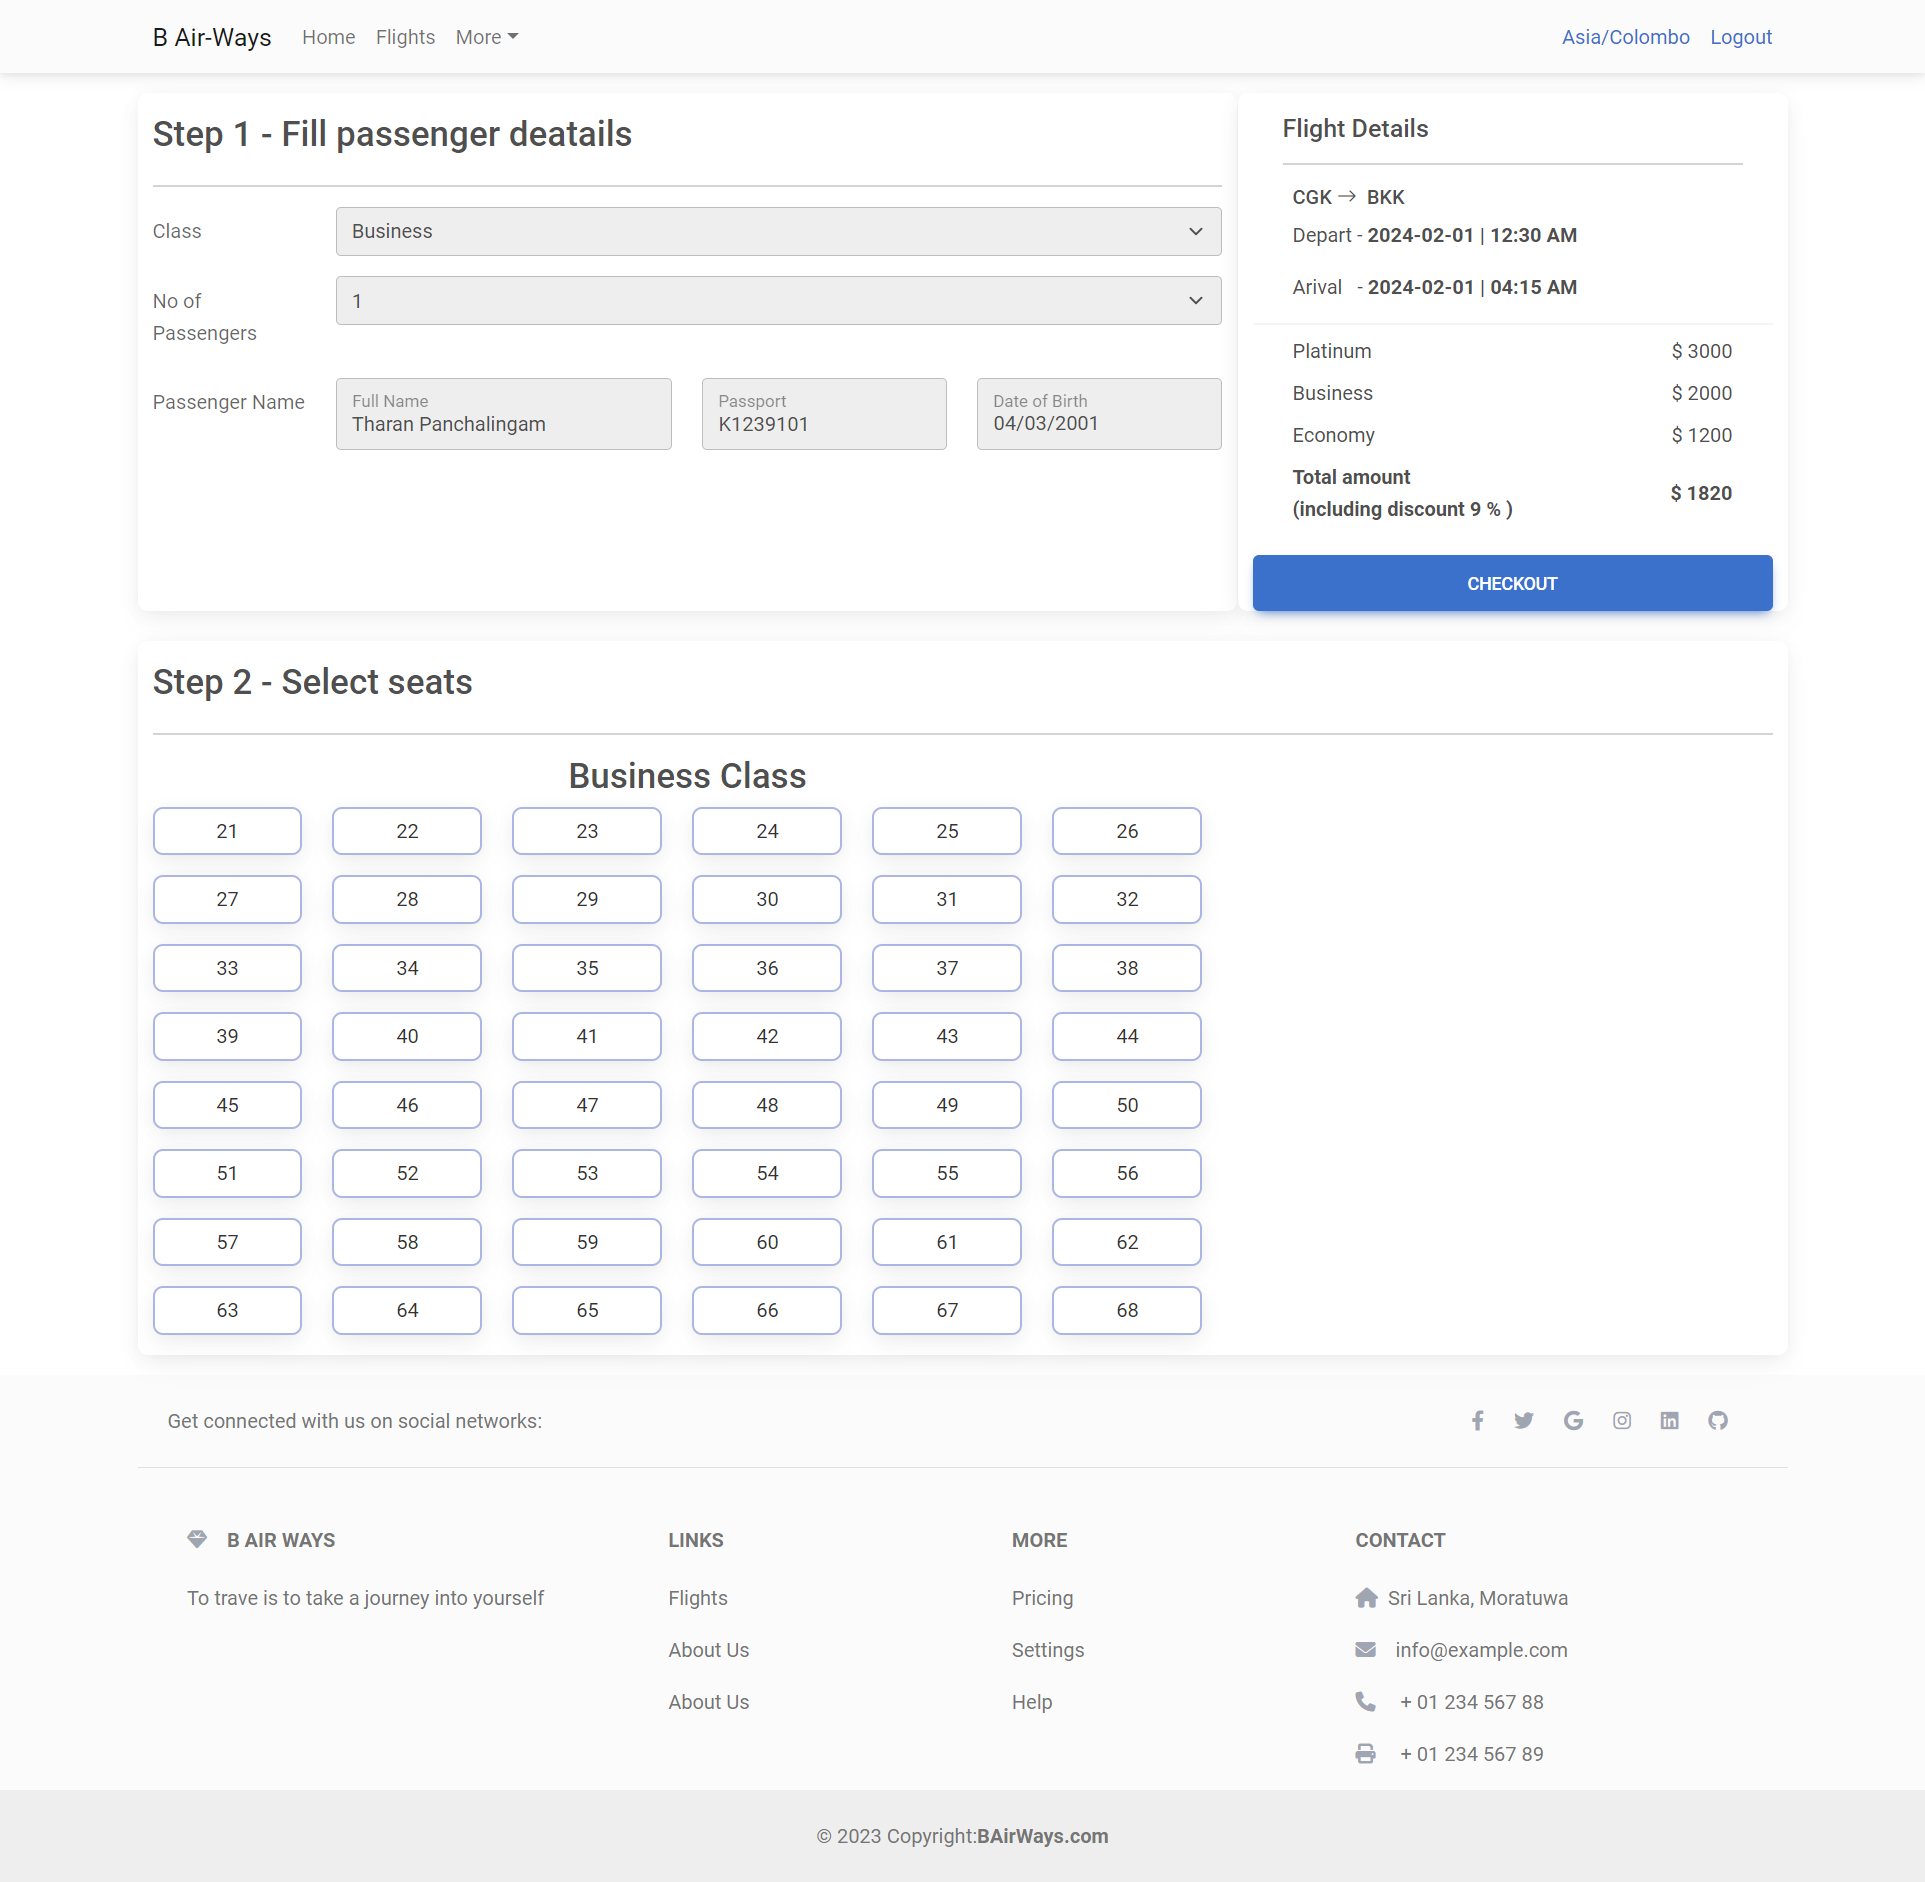 B Air-Ways Home Flights More Asia/Colombo Logout
Step 1 - Fill passenger deatails
Class
Business
No of
Passengers
1
Passenger Name
Full Name
Tharan Panchalingam
Passport
K1239101
Date of Birth
04/03/2001
Flight Details
CGK → BKK
Depart - 2024-02-01 | 12:30 AM
Arival - 2024-02-01 | 04:15 AM
Platinum $ 3000
Business $ 2000
Economy $ 1200
Total amount
(including discount 9 % )
$ 1820
CHECKOUT
Step 2 - Select seats
Business Class
21 22 23 24 25 26
27 28 29 30 31 32
33 34 35 36 37 38
39 40 41 42 43 44
45 46 47 48 49 50
51 52 53 54 55 56
57 58 59 60 61 62
63 64 65 66 67 68
Get connected with us on social networks:
B AIR WAYS
To trave is to take a journey into yourself
LINKS
Flights
About Us
About Us
MORE
Pricing
Settings
Help
CONTACT
Sri Lanka, Moratuwa
info@example.com
+ 01 234 567 88
+ 01 234 567 89
© 2023 Copyright:BAirWays.com